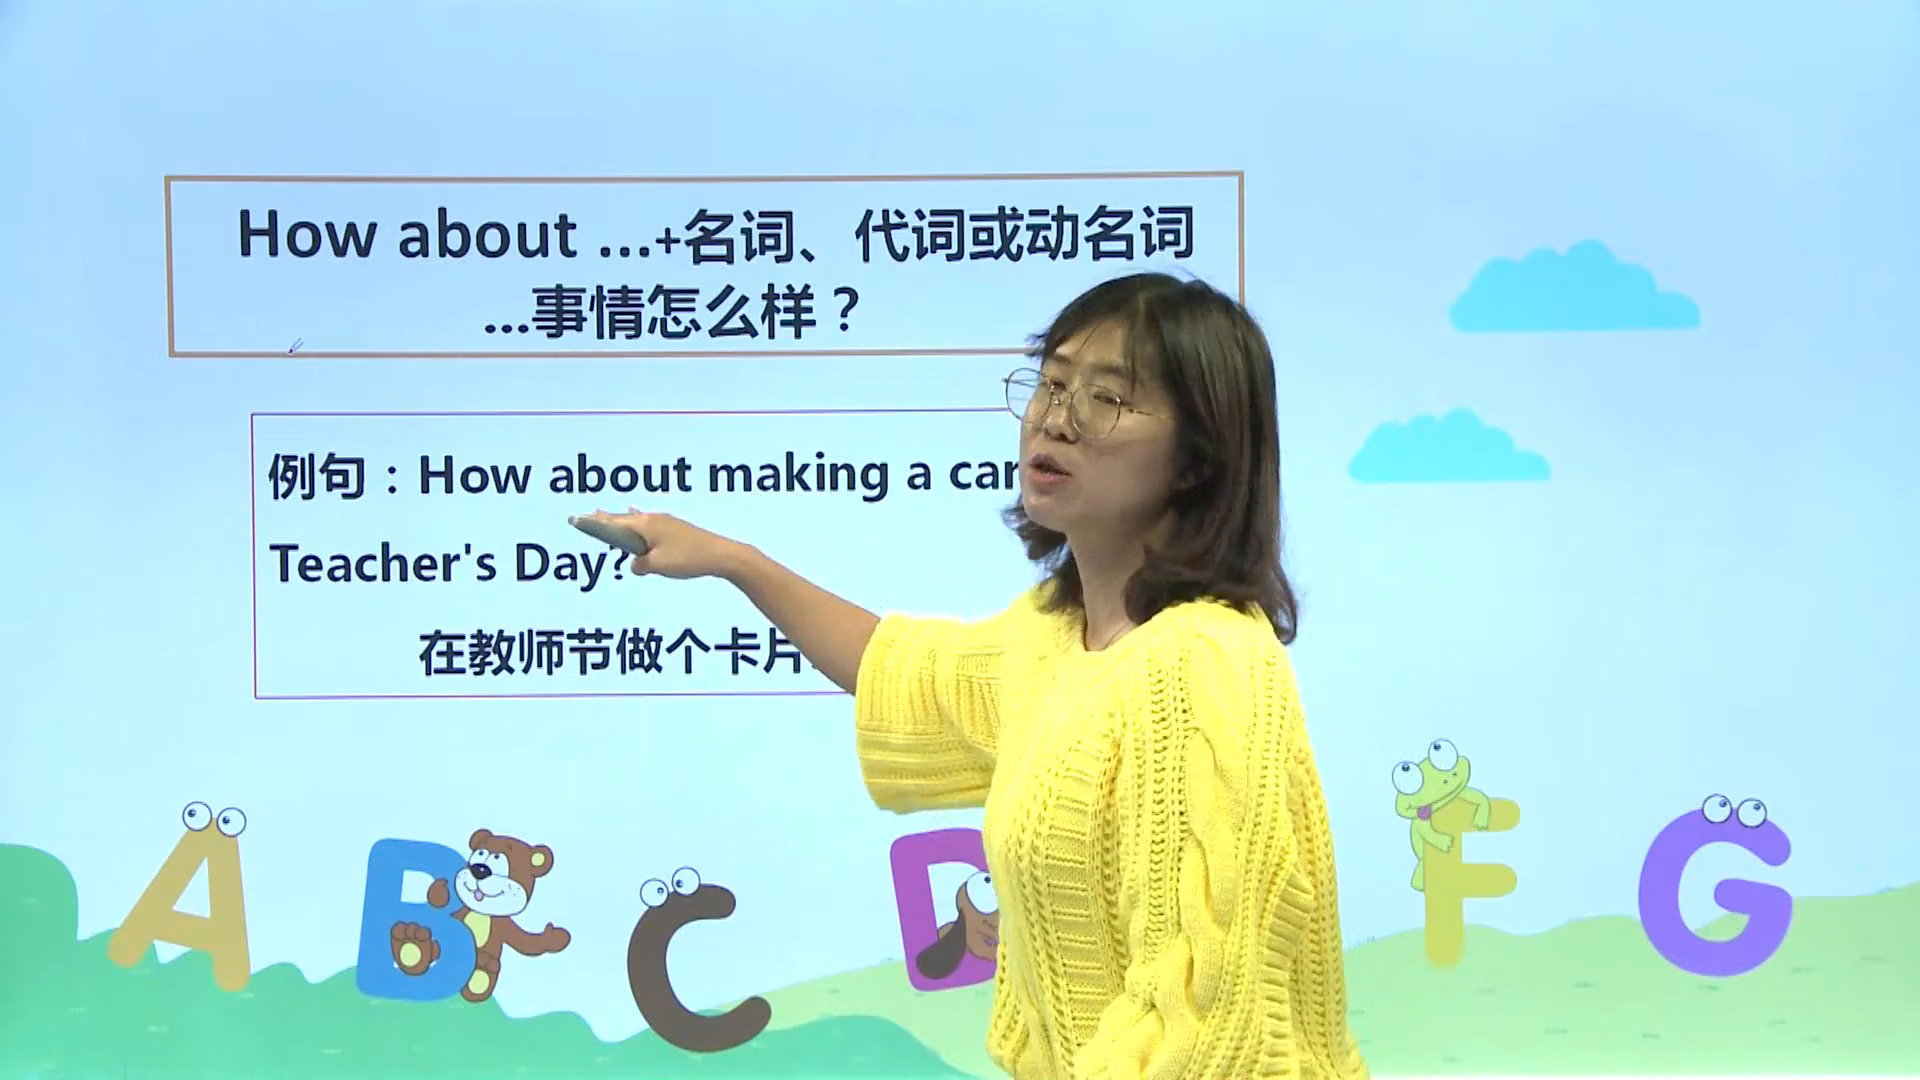 How about ...+名词、代词或动名词
...事情怎么样？
例句：How about making a
Teacher's Day?
在教师节做个卡片
A B C D F G